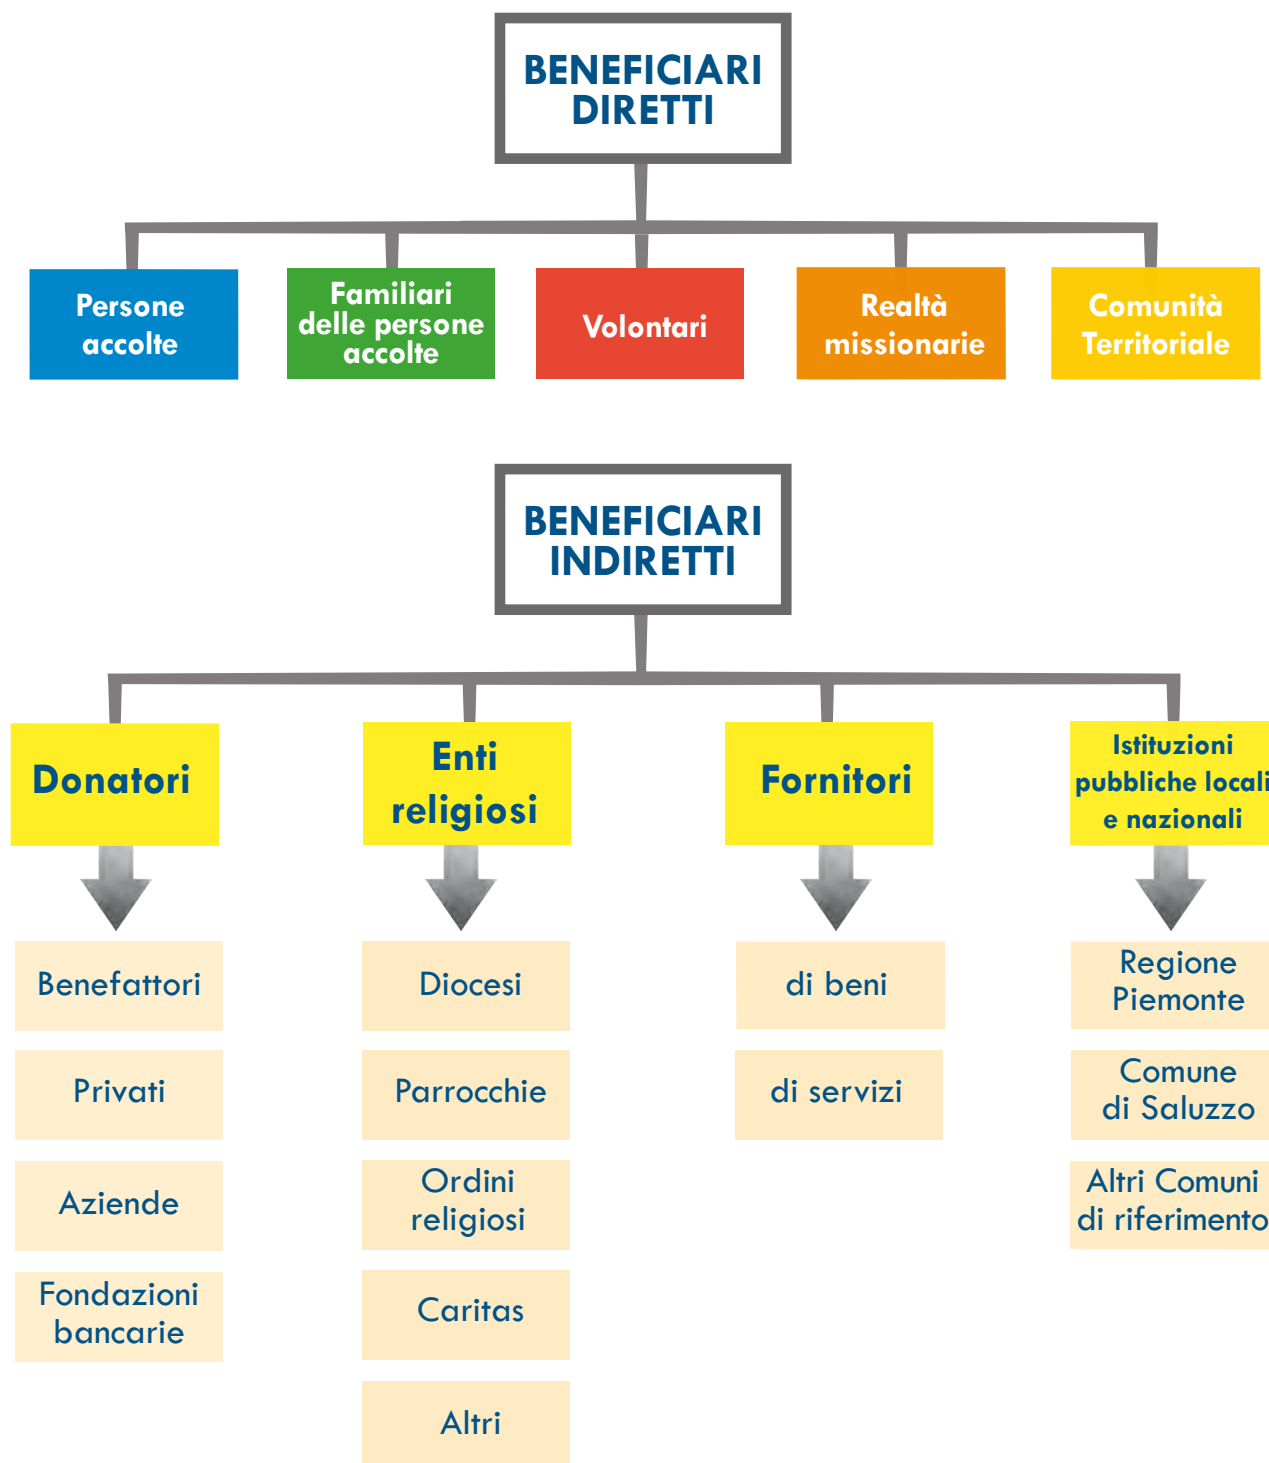 BENEFICIARI
DIRETTI
Persone
accolte
Familiari
delle persone
accolte
Volontari
Realtà
missionarie
Comunità
Territoriale
BENEFICIARI
INDIRETTI
Donatori
Enti
religiosi
Fornitori
Istituzioni
pubbliche locali
e nazionali
Benefattori
Privati
Aziende
Fondazioni
bancarie
Diocesi
Parrocchie
Ordini
religiosi
Caritas
Altri
di beni
di servizi
Regione
Piemonte
Comune
di Saluzzo
Altri Comuni
di riferimento